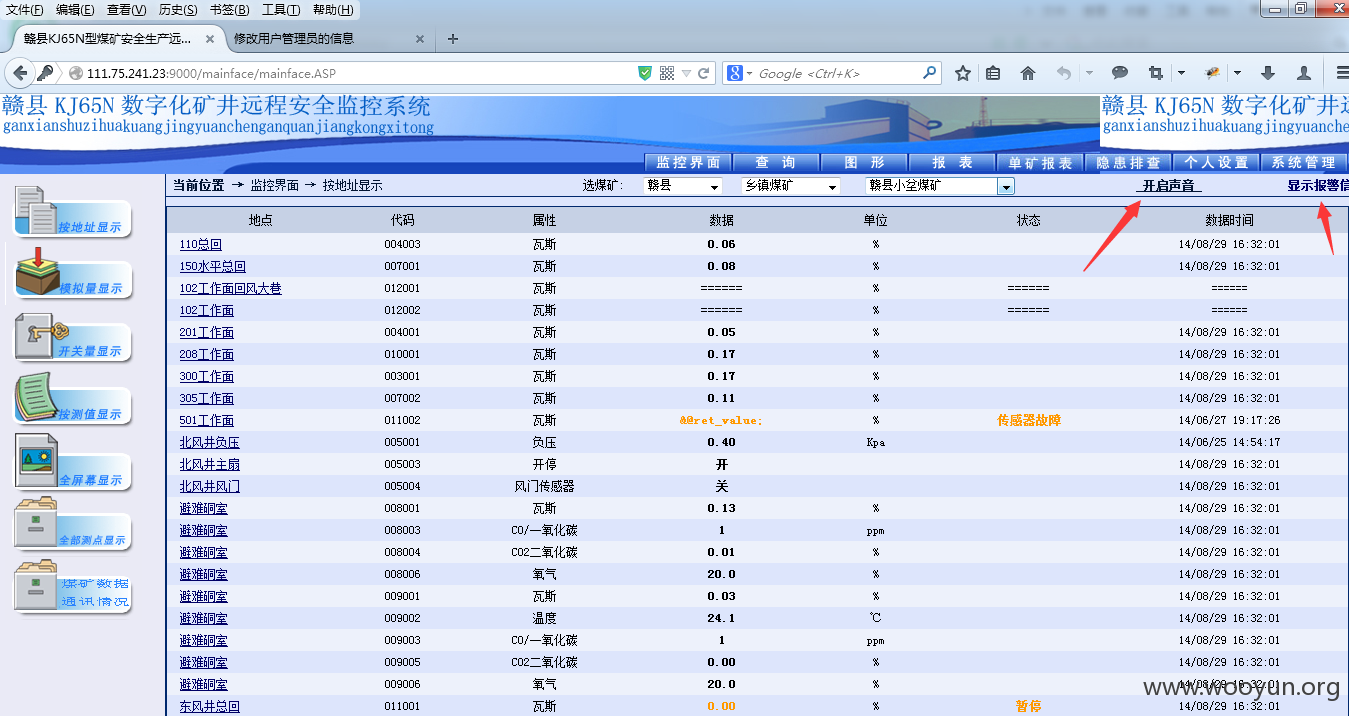 文件(F) 编辑(E) 查看(V) 历史(S) 书签(B) 工具(T) 帮助(H)
赣县KJ65N型煤矿安全生产远... × 修改用户管理员的信息 × +
111.75.241.23:9000/mainface/mainface.ASP Google <Ctrl+K>
赣县 KJ65N 数字化矿井远程安全监控系统 赣县 KJ65N 数字化矿井远
ganxianshuzihuakuangjingyuanchenganquanjiangkongxitong ganxianshuzihuakuangjingyuanche
监控界面 查 询 图 形 报 表 单矿报表 隐患排查 个人设置 系统管理
当前位置 → 监控界面 → 按地址显示 选煤矿: 赣县 乡镇煤矿 赣县小坌煤矿 开启声音 显示报警信
按地址显示
模拟量显示
开关量显示
按测值显示
全屏幕显示
全部测点显示
煤矿数据
通讯情况
地点 代码 属性 数据 单位 状态 数据时间
110总回 004003 瓦斯 0.06 % 14/08/29 16:32:01
150水平总回 007001 瓦斯 0.08 % 14/08/29 16:32:01
102工作面回风大巷 012001 瓦斯 ====== % ====== ======
102工作面 012002 瓦斯 ====== % ====== ======
201工作面 004001 瓦斯 0.05 % 14/08/29 16:32:01
208工作面 010001 瓦斯 0.17 % 14/08/29 16:32:01
300工作面 003001 瓦斯 0.17 % 14/08/29 16:32:01
305工作面 007002 瓦斯 0.11 % 14/08/29 16:32:01
501工作面 011002 瓦斯 &@ret_value; % 传感器故障 14/06/27 19:17:26
北风井负压 005001 负压 0.40 Kpa 14/06/25 14:54:17
北风井主扇 005003 开停 开 14/08/29 16:32:01
北风井风门 005004 风门传感器 关 14/08/29 16:32:01
避难硐室 008001 瓦斯 0.13 % 14/08/29 16:32:01
避难硐室 008003 CO/一氧化碳 1 ppm 14/08/29 16:32:01
避难硐室 008004 CO2二氧化碳 0.01 % 14/08/29 16:32:01
避难硐室 008006 氧气 20.0 % 14/08/29 16:32:01
避难硐室 009001 瓦斯 0.03 % 14/08/29 16:32:01
避难硐室 009002 温度 24.1 ℃ 14/08/29 16:32:01
避难硐室 009003 CO/一氧化碳 1 ppm 14/08/29 16:32:01
避难硐室 009005 CO2二氧化碳 0.00 % 14/08/29 16:32:01
避难硐室 009006 氧气 20.0 % 14/08/29 16:32:01
东风井总回 011001 瓦斯 0.00 % 暂停 14/08/29 16:32:01
www.wooyun.org